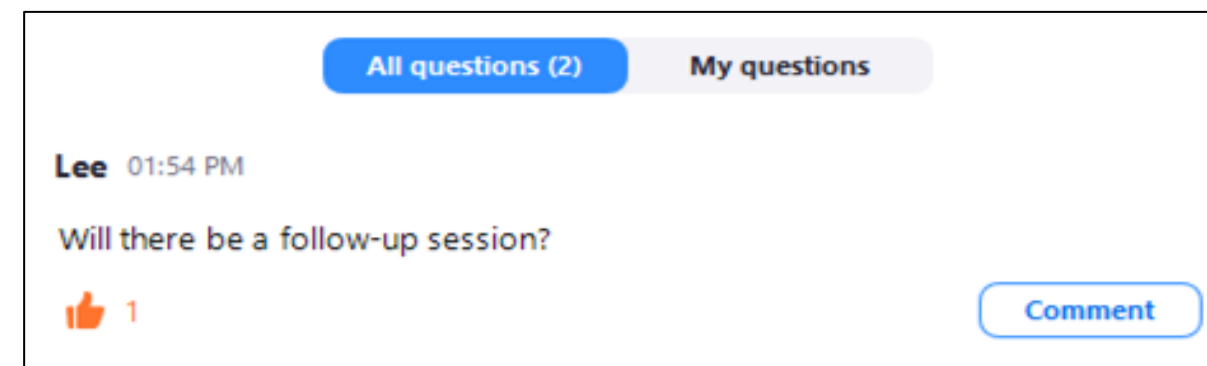 All questions (2) My questions
Lee 01:54 PM
Will there be a follow-up session?
1 Comment